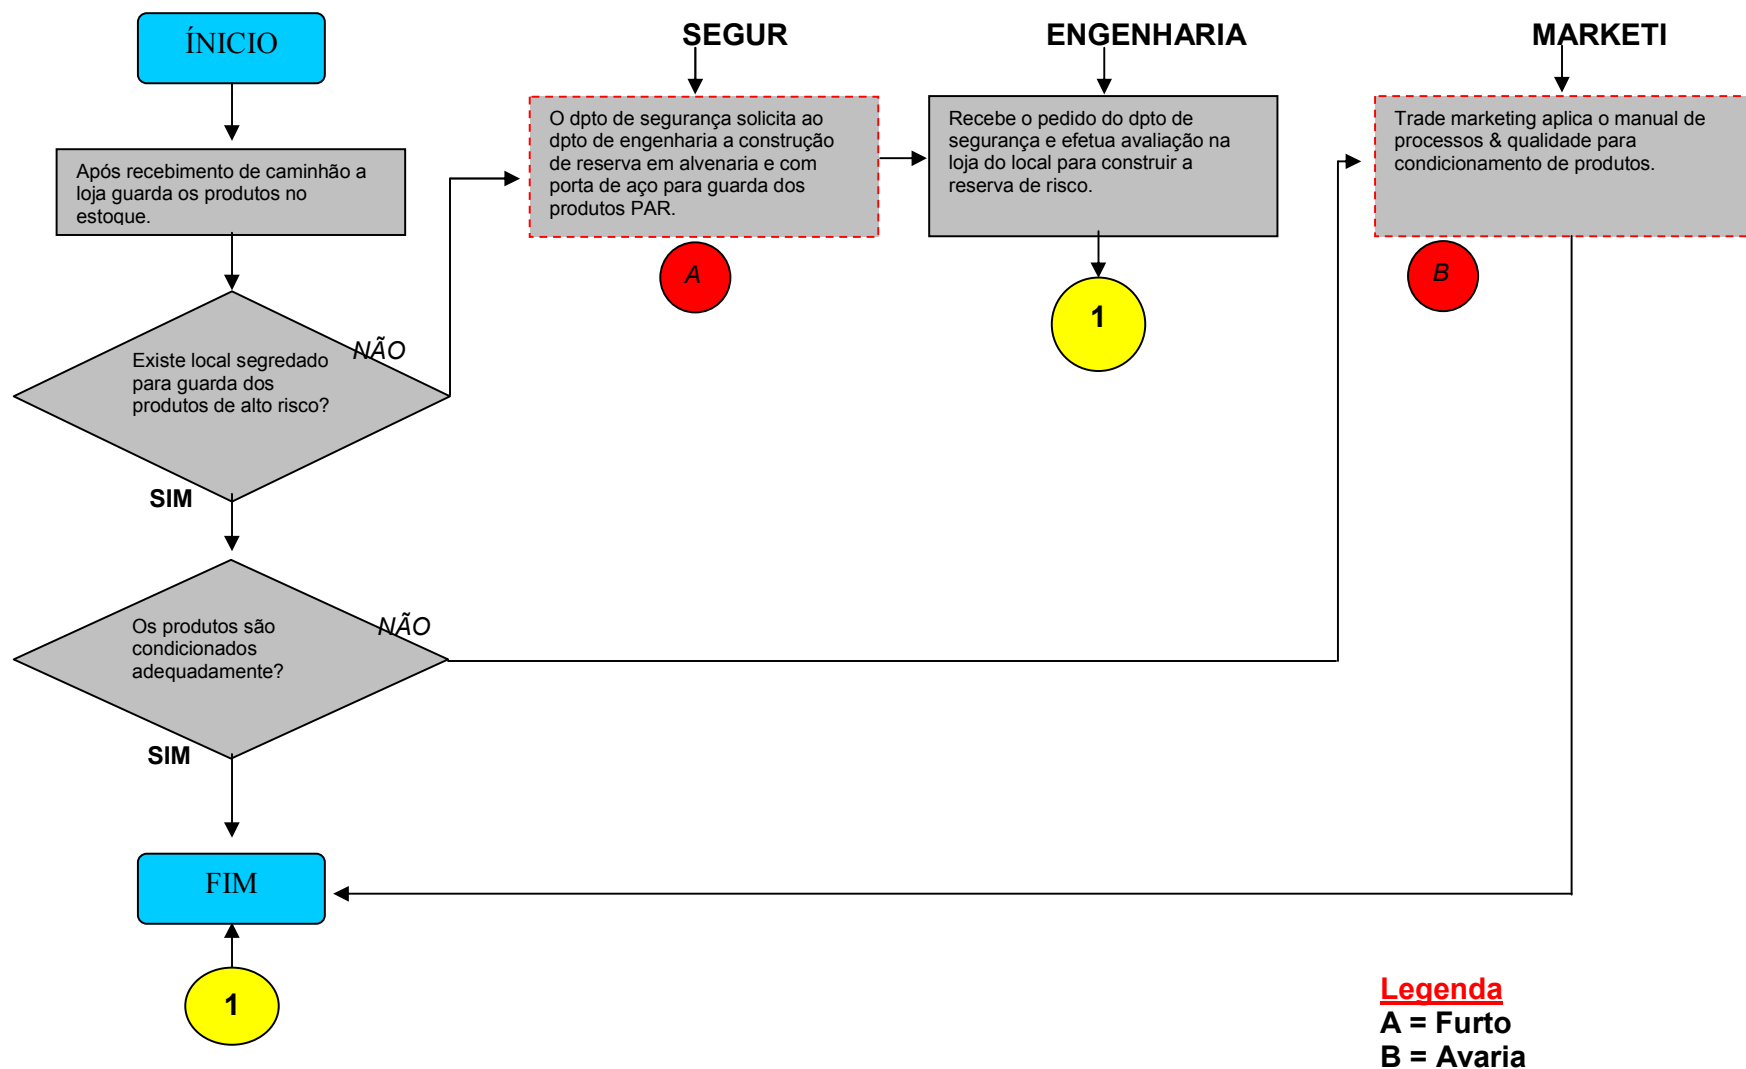 ÍNICIO
SEGUR
ENGENHARIA
MARKETI
Após recebimento de caminhão a
loja guarda os produtos no
estoque.
O dpto de segurança solicita ao
dpto de engenharia a construção
de reserva em alvenaria e com
porta de aço para guarda dos
produtos PAR.
Recebe o pedido do dpto de
segurança e efetua avaliação na
loja do local para construir a
reserva de risco.
Trade marketing aplica o manual de
processos & qualidade para
condicionamento de produtos.
A
1
B
NÃO
Existe local segredado
para guarda dos
produtos de alto risco?
SIM
NÃO
Os produtos são
condicionados
adequadamente?
SIM
FIM
1
Legenda
A = Furto
B = Avaria